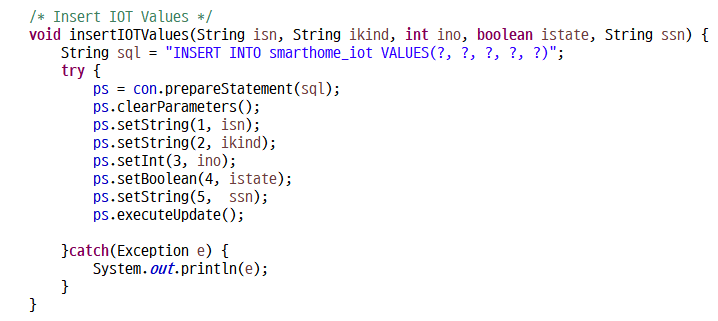 /* Insert IOT Values */
void insertIOTValues(String isn, String ikind, int ino, boolean istate, String ssn) {
    String sql = "INSERT INTO smarthome_iot VALUES(?, ?, ?, ?, ?)";
    try {
        ps = con.prepareStatement(sql);
        ps.clearParameters();
        ps.setString(1, isn);
        ps.setString(2, ikind);
        ps.setInt(3, ino);
        ps.setBoolean(4, istate);
        ps.setString(5,  ssn);
        ps.executeUpdate();

    }catch(Exception e) {
        System.out.println(e);
    }
}